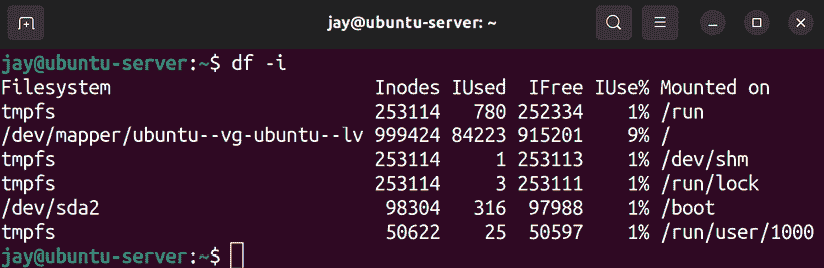 jay@ubuntu-server: ~
jay@ubuntu-server:~$ df -i
Filesystem                         Inodes IUsed  IFree IUse% Mounted on
tmpfs                              253114   780 252334    1% /run
/dev/mapper/ubuntu--vg-ubuntu--lv 999424 84223 915201    9% /
tmpfs                              253114     1 253113    1% /dev/shm
tmpfs                              253114     3 253111    1% /run/lock
/dev/sda2                           98304   316  97988    1% /boot
tmpfs                               50622    25  50597    1% /run/user/1000
jay@ubuntu-server:~$